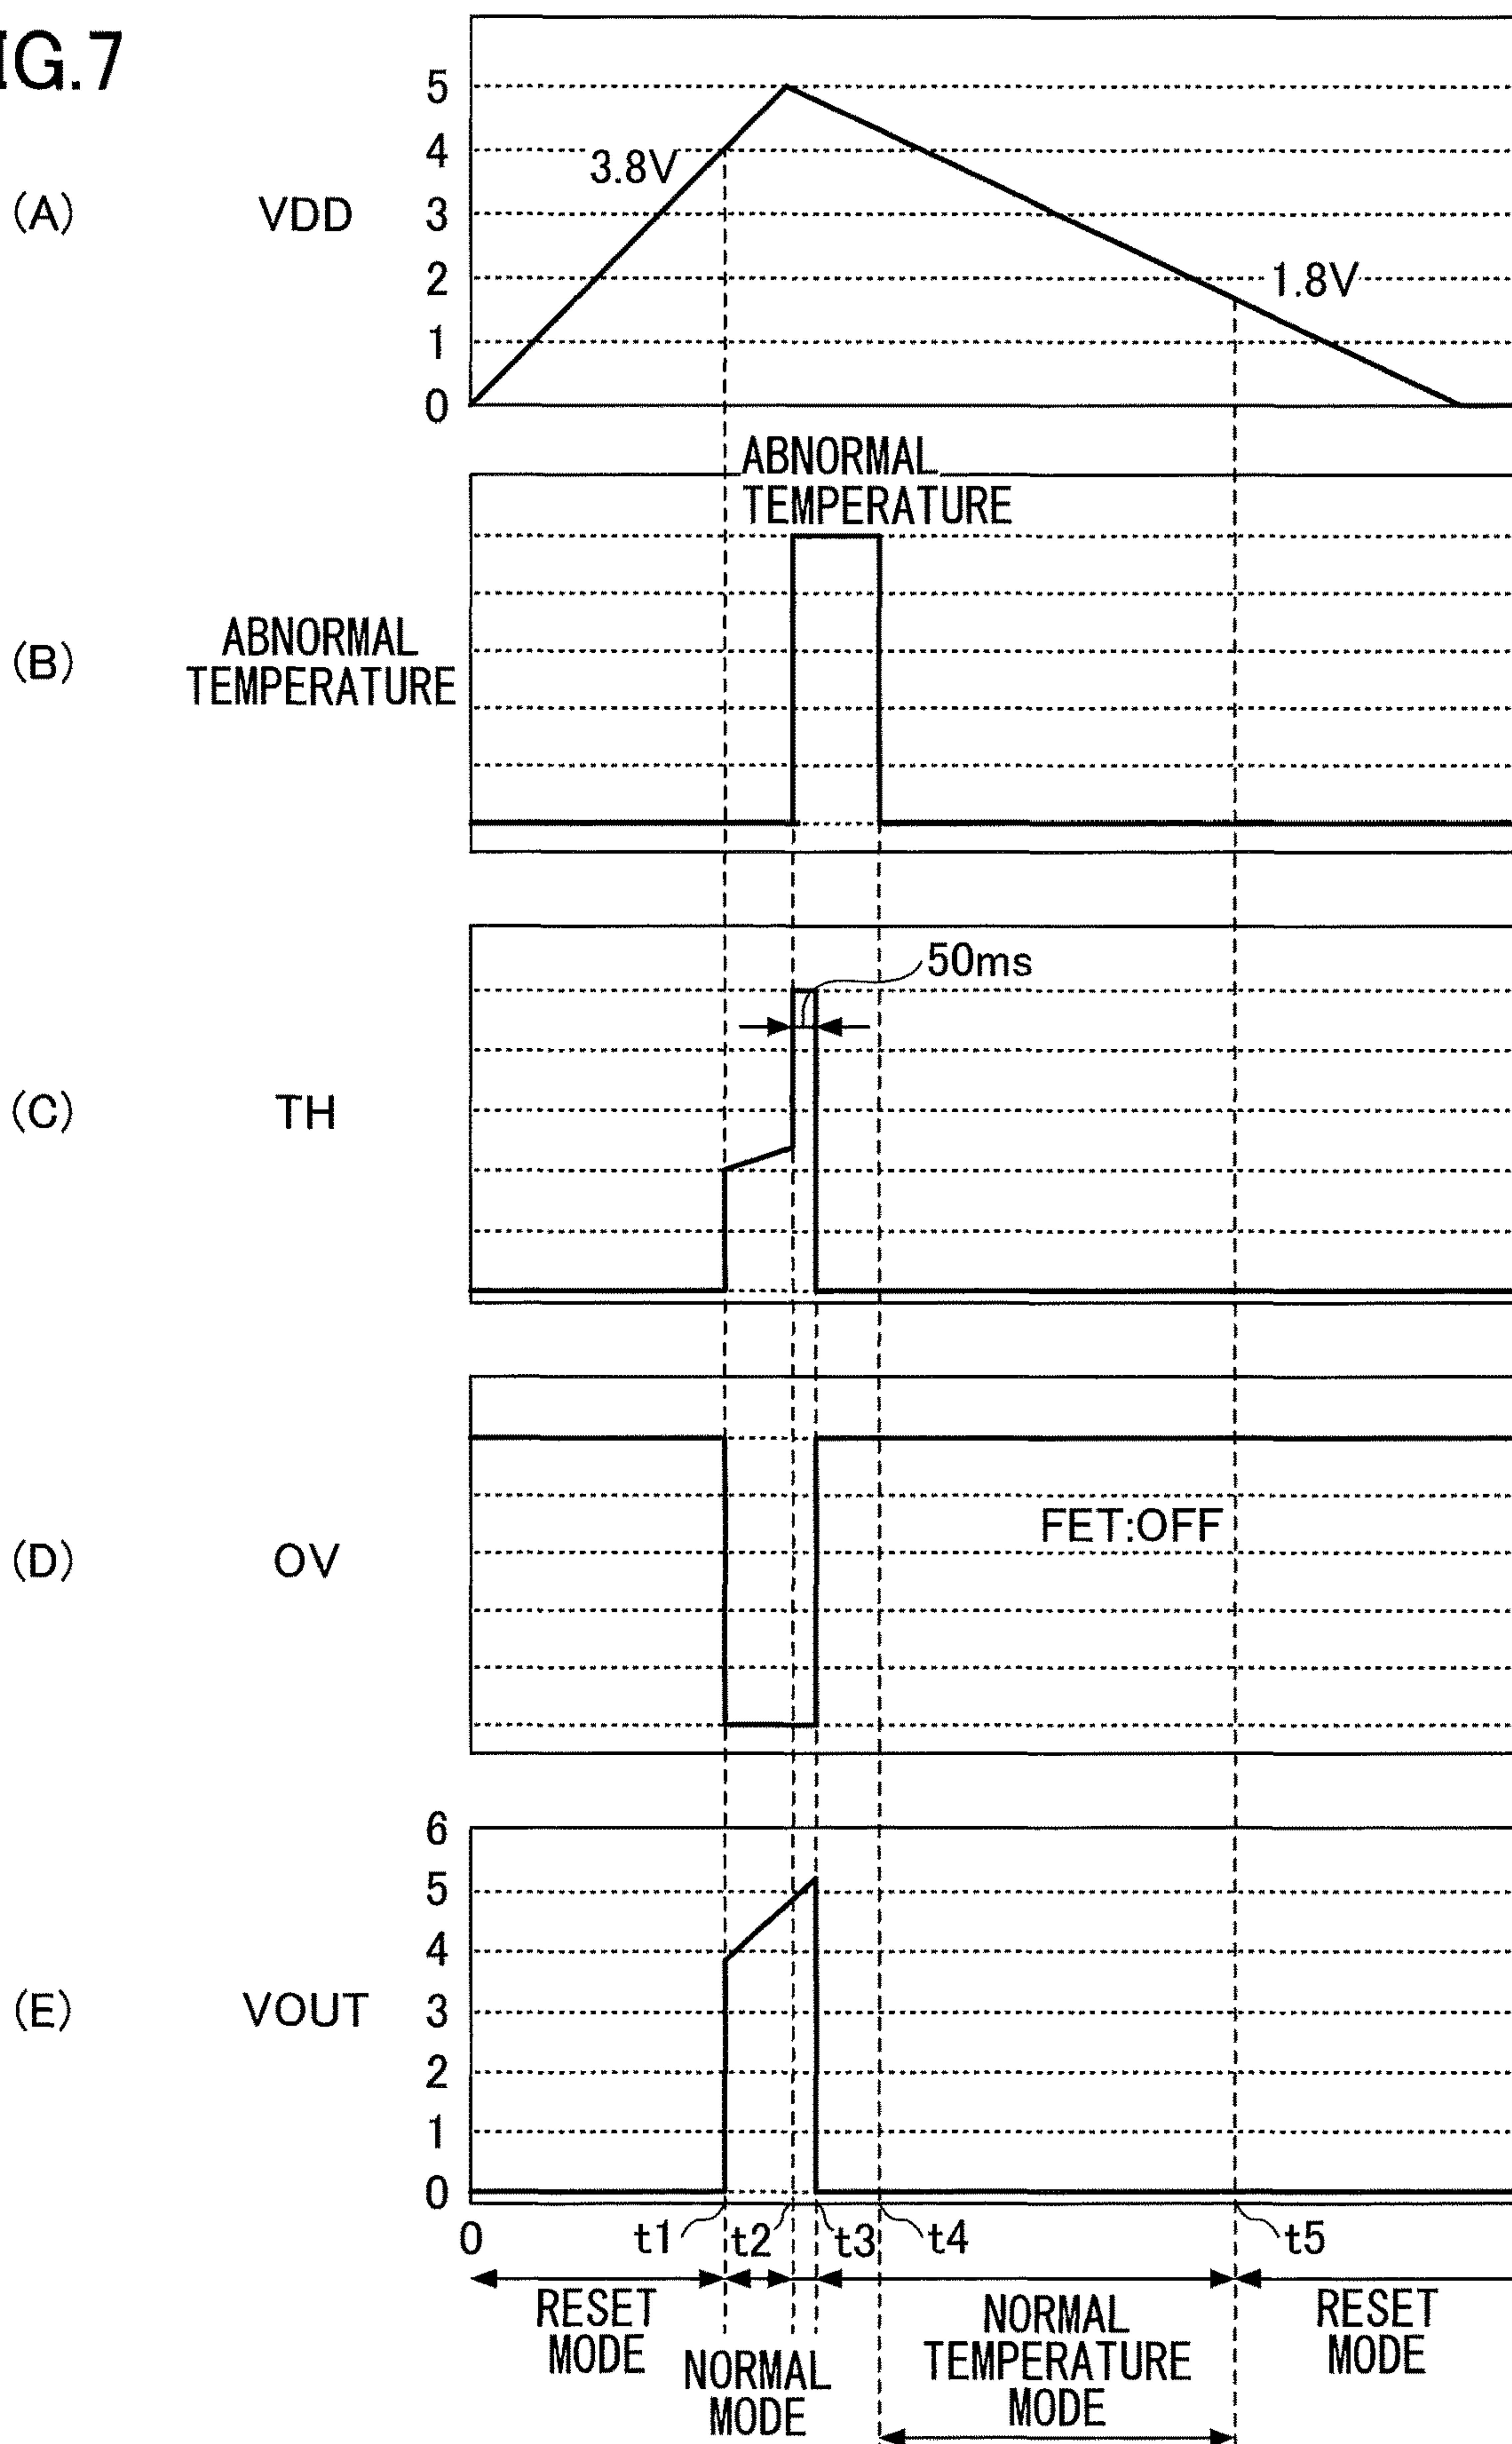 IG.7
(A) VDD
5
4
3
2
1
0
3.8V
1.8V
(B) ABNORMAL
TEMPERATURE
ABNORMAL
TEMPERATURE
(C) TH
50ms
(D) OV
FET:OFF
(E) VOUT
6
5
4
3
2
1
0
0 t1 t2 t3 t4 t5
RESET
MODE
NORMAL
MODE
NORMAL
TEMPERATURE
MODE
RESET
MODE